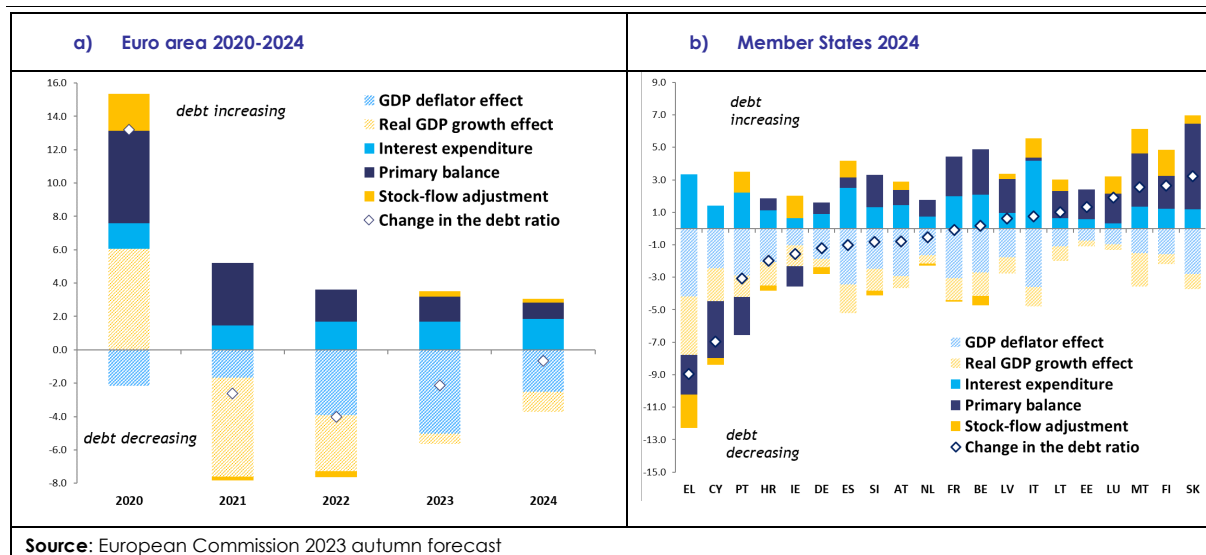 a) Euro area 2020-2024
b) Member States 2024
16.0
14.0
12.0
10.0
8.0
6.0
4.0
2.0
0.0
-2.0
-4.0
-6.0
-8.0
debt increasing
GDP deflator effect
Real GDP growth effect
Interest expenditure
Primary balance
Stock-flow adjustment
Change in the debt ratio
debt decreasing
2020 2021 2022 2023 2024
9.0
7.0
5.0
3.0
1.0
-1.0
-3.0
-5.0
-7.0
-9.0
-11.0
-13.0
-15.0
debt
increasing
GDP deflator effect
Real GDP growth effect
Interest expenditure
Primary balance
Stock-flow adjustment
Change in the debt ratio
debt
decreasing
EL CY PT HR IE DE ES SI AT NL FR BE LV IT LT EE LU MT FI SK
Source: European Commission 2023 autumn forecast